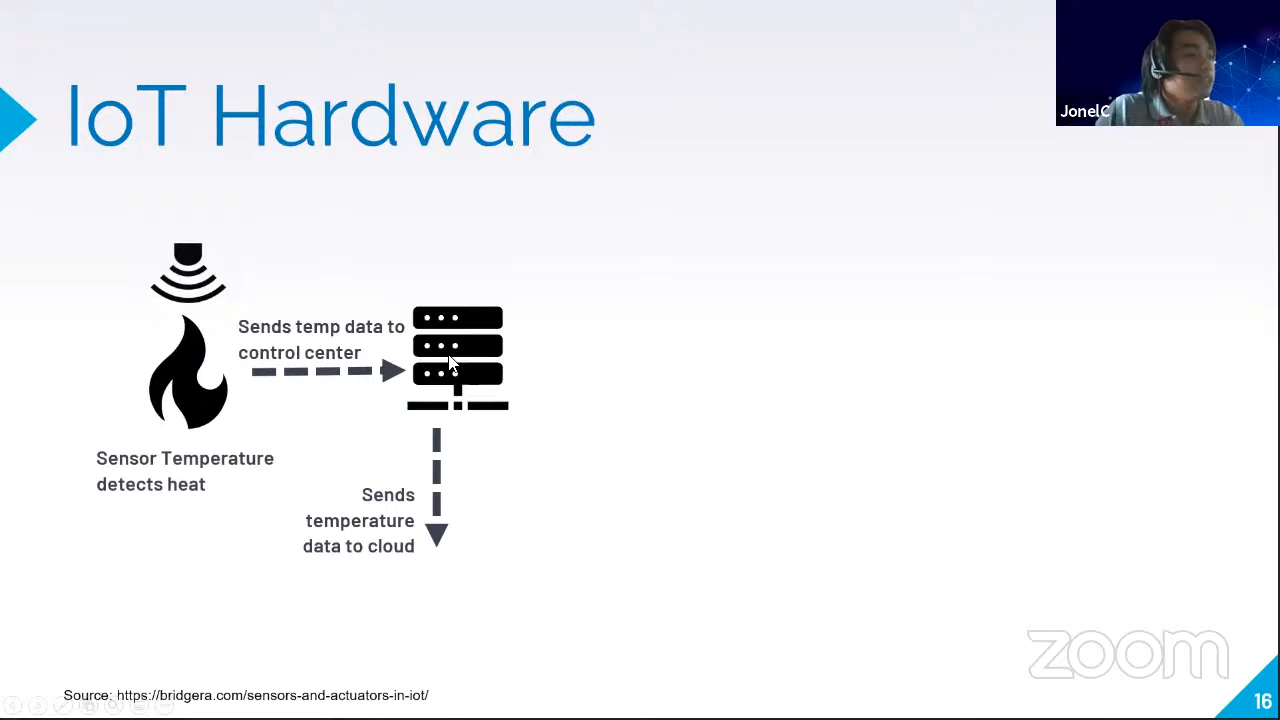 IoT Hardware
JonelC
Sends temp data to
control center
Sensor Temperature
detects heat
Sends
temperature
data to cloud
zoom
Source: https://bridgera.com/sensors-and-actuators-in-iot/
16